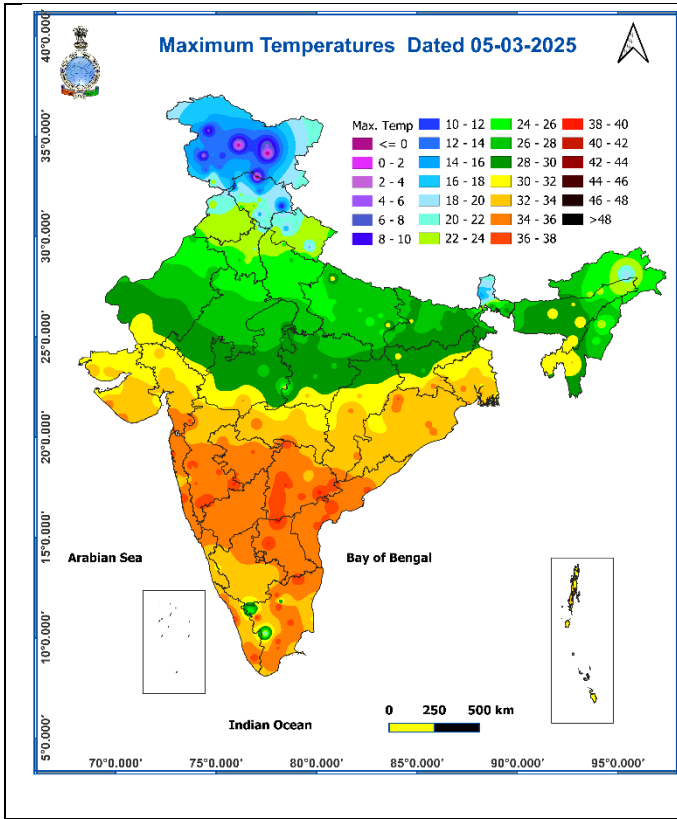 Maximum Temperatures Dated 05-03-2025
Max. Temp
<= 0
0 - 2
2 - 4
4 - 6
6 - 8
8 - 10
10 - 12
12 - 14
14 - 16
16 - 18
18 - 20
20 - 22
22 - 24
24 - 26
26 - 28
28 - 30
30 - 32
32 - 34
34 - 36
36 - 38
38 - 40
40 - 42
42 - 44
44 - 46
46 - 48
>48
40°0.000'
35°0.000'
30°0.000'
25°0.000'
20°0.000'
15°0.000'
10°0.000'
5°0.000'
Arabian Sea
Bay of Bengal
Indian Ocean
0 250 500 km
70°0.000' 75°0.000' 80°0.000' 85°0.000' 90°0.000' 95°0.000'